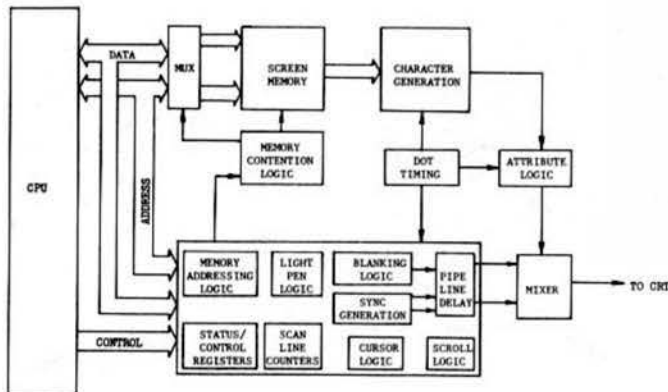 CPU
DATA
ADDRESS
CONTROL
MUX
SCREEN
MEMORY
CHARACTER
GENERATION
MEMORY
CONTENTION
LOGIC
DOT
TIMING
ATTRIBUTE
LOGIC
MEMORY
ADDRESSING
LOGIC
LIGHT
PEN
LOGIC
BLANKING
LOGIC
SYNC
GENERATION
PIPE
LINE
DELAY
MIXER
TO CRT
STATUS/
CONTROL
REGISTERS
SCAN
LINE
COUNTERS
CURSOR
LOGIC
SCROLL
LOGIC